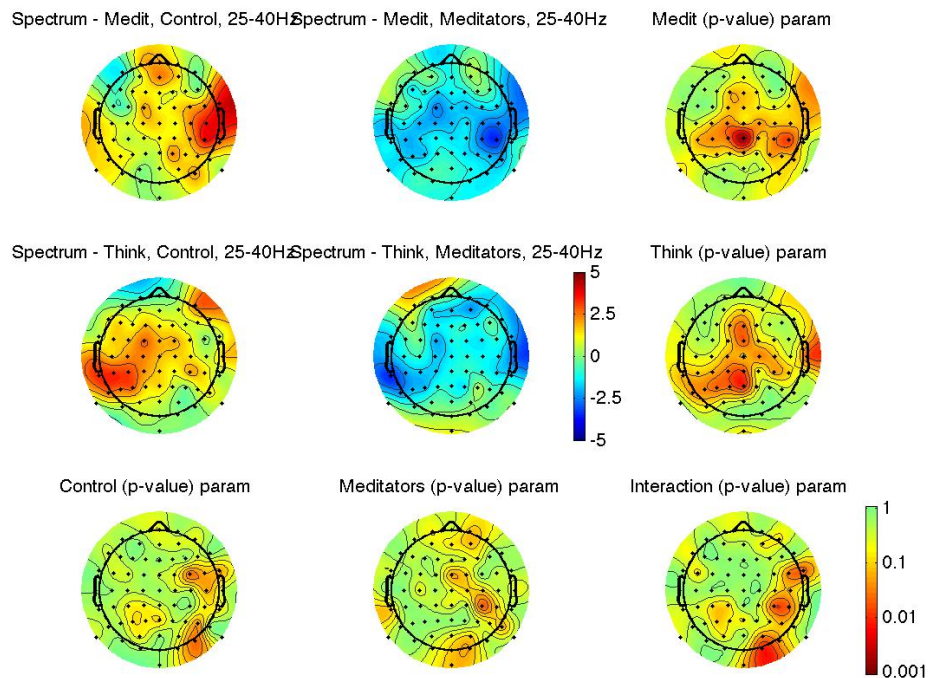 Spectrum - Medit, Control, 25-40Hz
Spectrum - Medit, Meditators, 25-40Hz
Medit (p-value) param
Spectrum - Think, Control, 25-40Hz
Spectrum - Think, Meditators, 25-40Hz
Think (p-value) param
5
2.5
0
-2.5
-5
Control (p-value) param
Meditators (p-value) param
Interaction (p-value) param
1
0.1
0.01
0.001